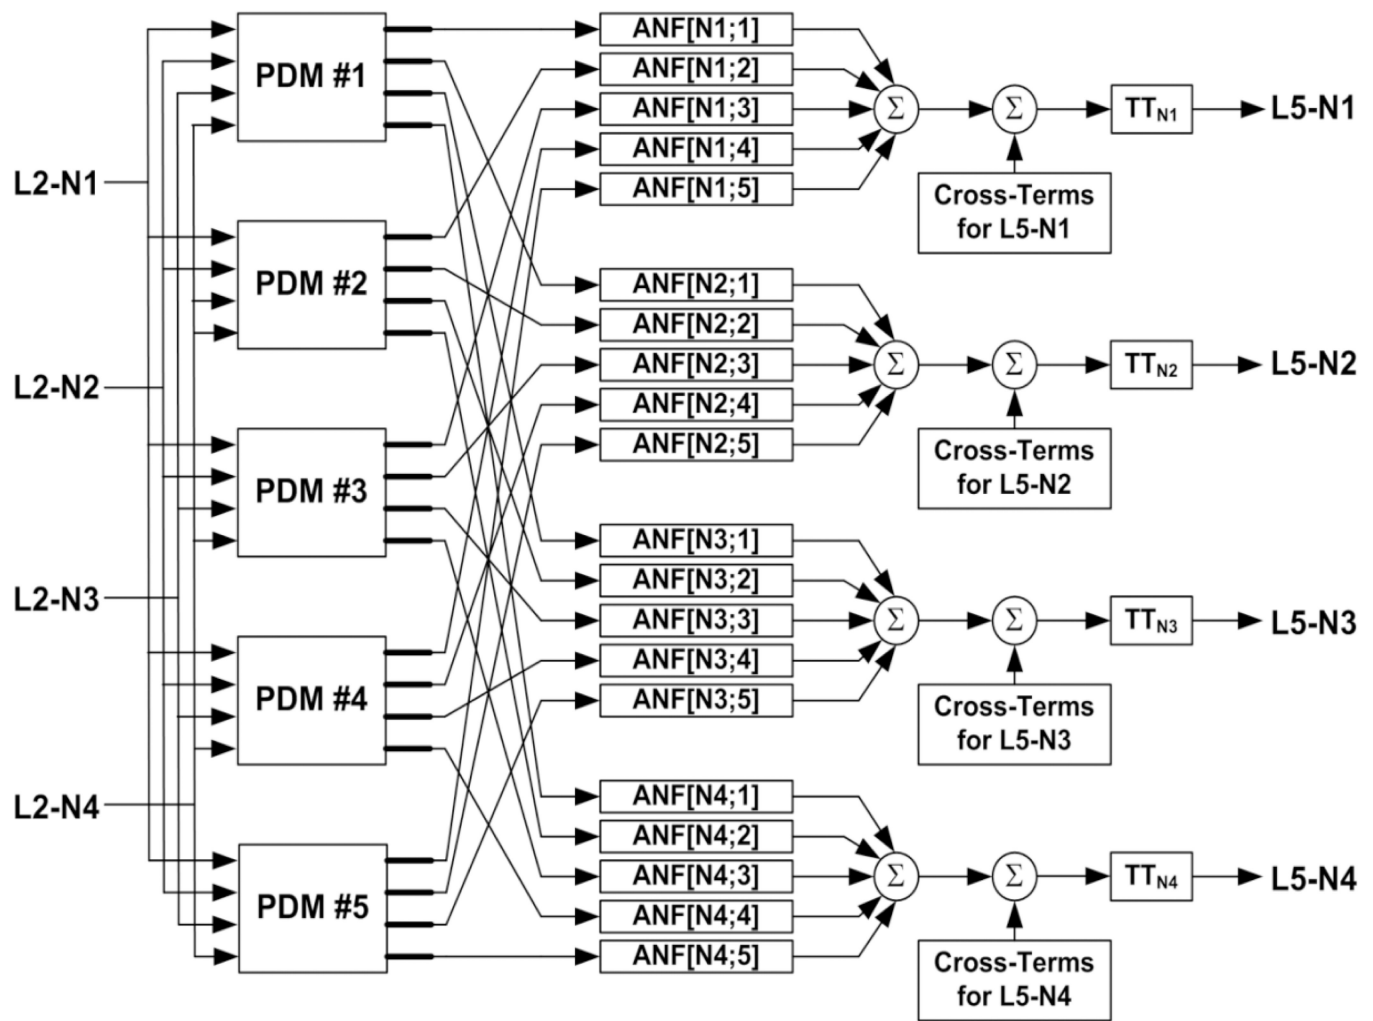 L2-N1
L2-N2
L2-N3
L2-N4
PDM #1
PDM #2
PDM #3
PDM #4
PDM #5
ANF[N1;1]
ANF[N1;2]
ANF[N1;3]
ANF[N1;4]
ANF[N1;5]
Σ
Σ
TTN1
L5-N1
Cross-Terms
for L5-N1
ANF[N2;1]
ANF[N2;2]
ANF[N2;3]
ANF[N2;4]
ANF[N2;5]
Σ
Σ
TTN2
L5-N2
Cross-Terms
for L5-N2
ANF[N3;1]
ANF[N3;2]
ANF[N3;3]
ANF[N3;4]
ANF[N3;5]
Σ
Σ
TTN3
L5-N3
Cross-Terms
for L5-N3
ANF[N4;1]
ANF[N4;2]
ANF[N4;3]
ANF[N4;4]
ANF[N4;5]
Σ
Σ
TTN4
L5-N4
Cross-Terms
for L5-N4